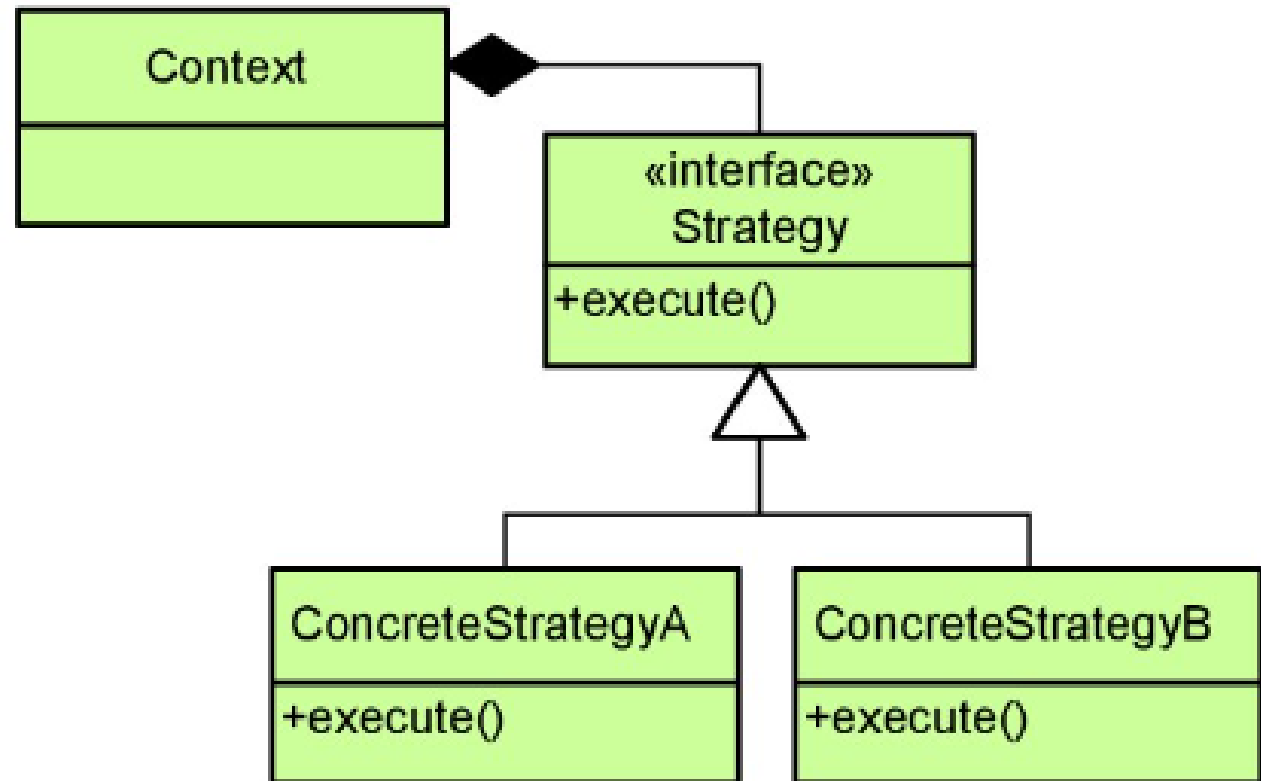 Context
«interface»
Strategy
+execute()
ConcreteStrategyA
+execute()
ConcreteStrategyB
+execute()